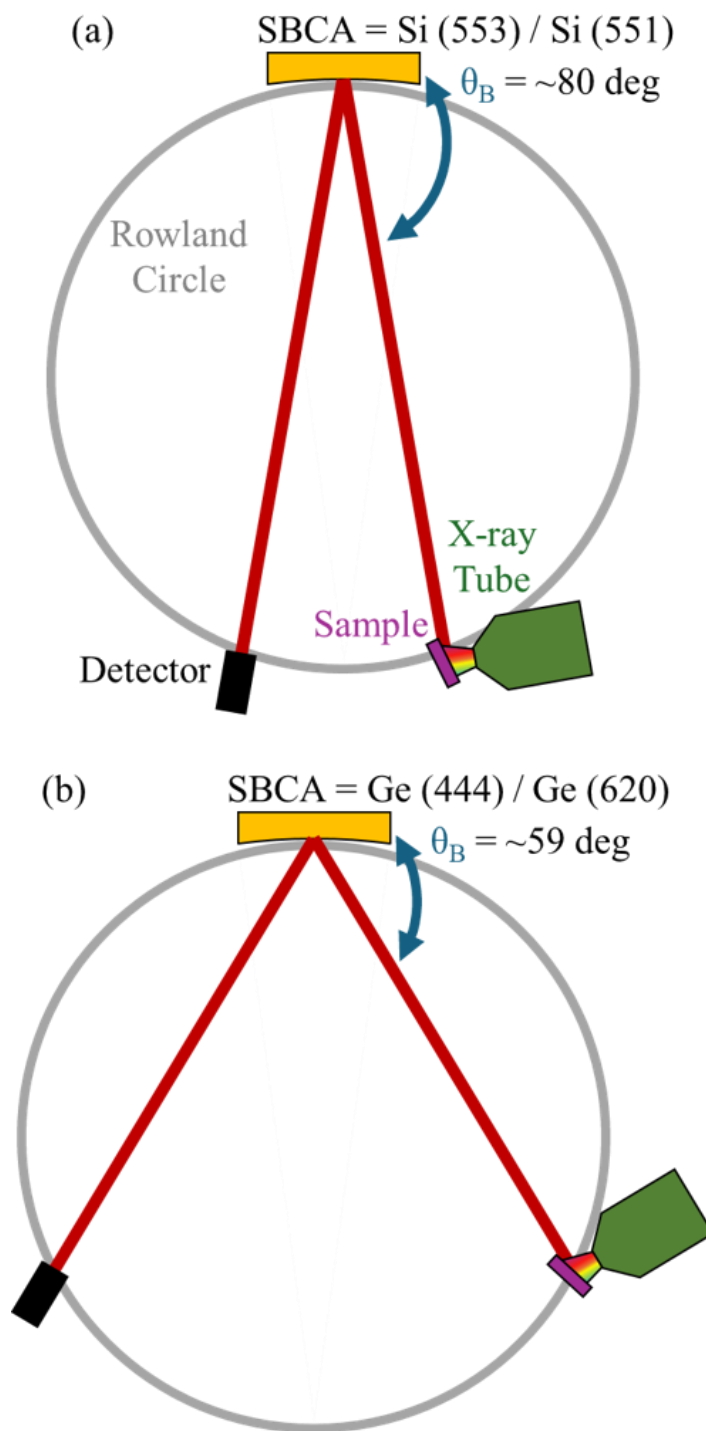 (a) SBCA = Si (553) / Si (551)
θB = ~80 deg
Rowland
Circle
X-ray
Tube
Sample
Detector
(b) SBCA = Ge (444) / Ge (620)
θB = ~59 deg